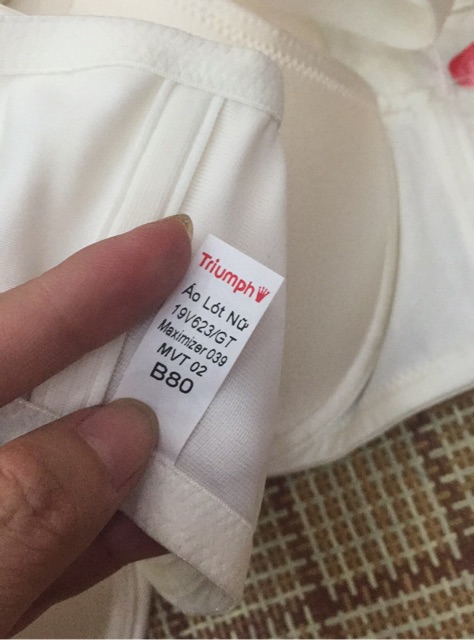 Triumph
Áo Lót Nữ
19V623/GT
Maximizer 039
MVT 02
B80